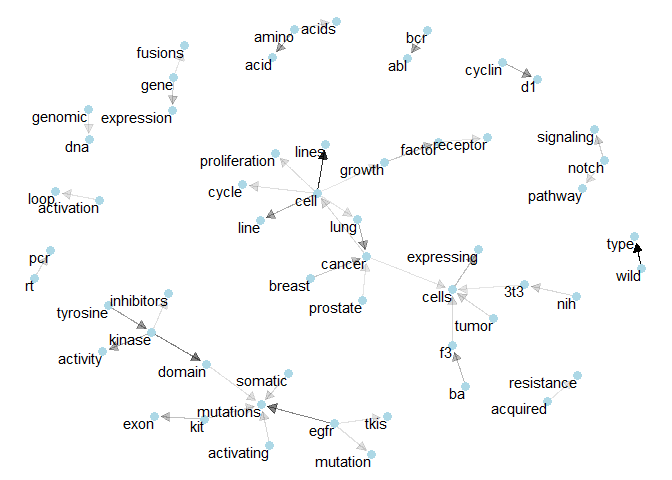 acids
amino
bcr
fusions
acid
abl
cyclin
gene
d1
genomic
expression
signaling
dna
proliferation
lines
factor
receptor
growth
notch
cycle
pathway
loop
activation
cell
line
lung
type
pcr
cancer
expressing
wild
rt
breast
cells
3t3
nih
inhibitors
prostate
tyrosine
tumor
kinase
activity
f3
domain
somatic
resistance
ba
acquired
mutations
exon
kit
egfr
tkis
activating
mutation